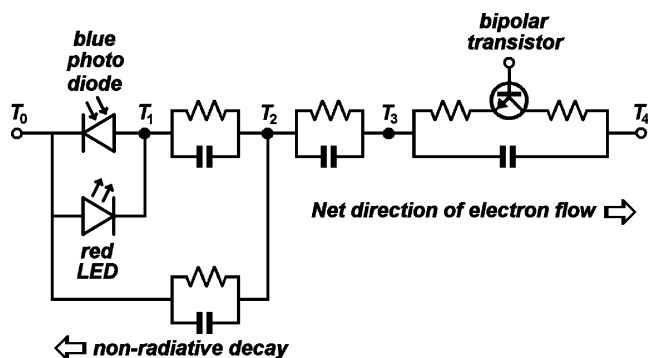 blue
photo
diode
bipolar
transistor
T0
T1
T2
T3
T4
red
LED
Net direction of electron flow
non-radiative decay